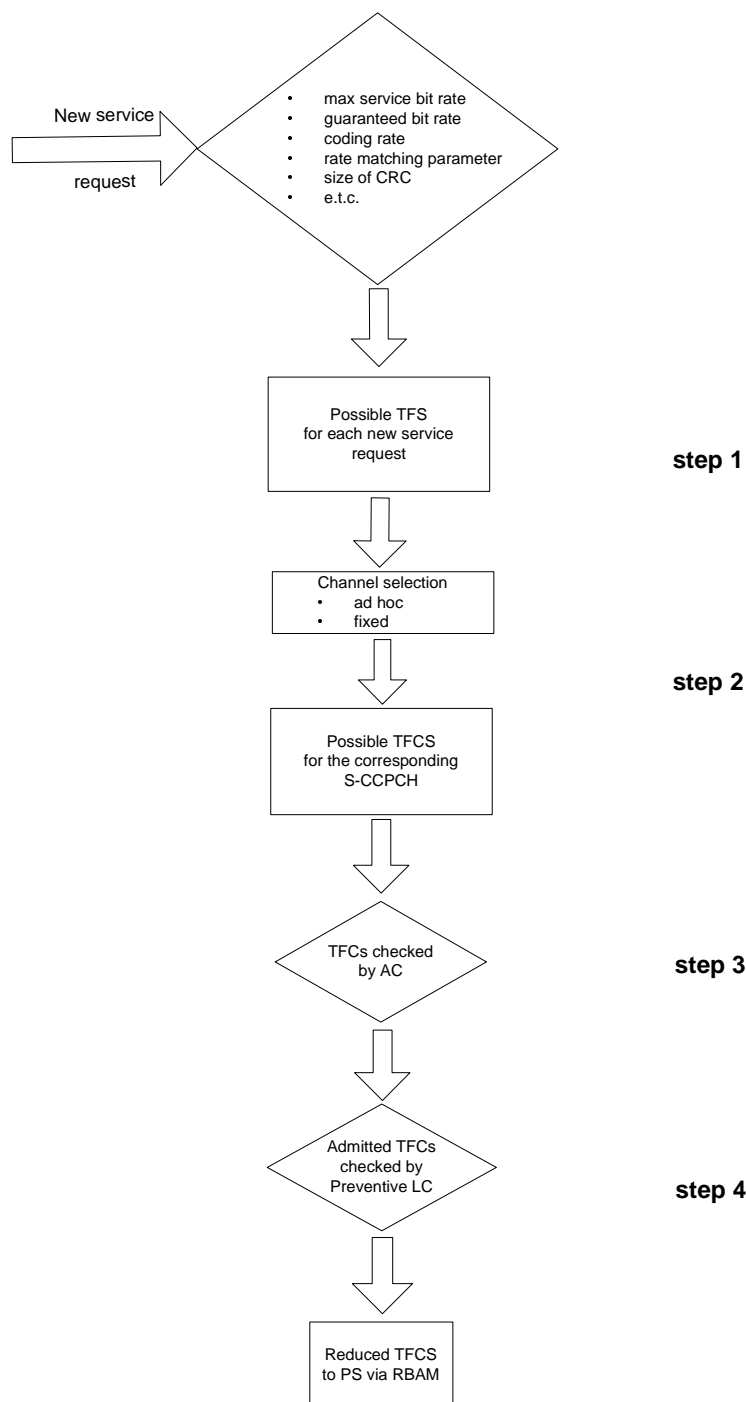 New service
request
• max service bit rate
• guaranteed bit rate
• coding rate
• rate matching parameter
• size of CRC
• e.t.c.
Possible TFS
for each new service
request
step 1
Channel selection
• ad hoc
• fixed
step 2
Possible TFCS
for the corresponding
S-CCPCH
TFCs checked
by AC
step 3
Admitted TFCs
checked by
Preventive LC
step 4
Reduced TFCS
to PS via RBAM